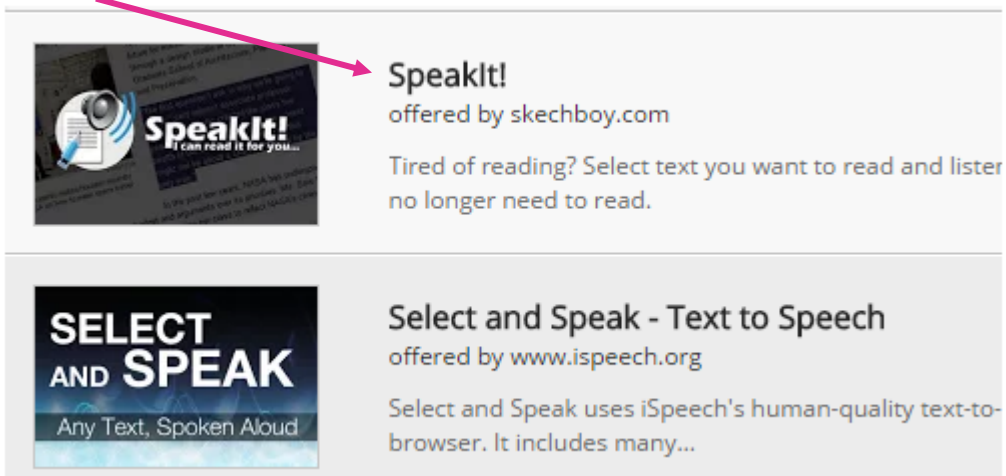 SpeakIt!
I can read it for you...
SpeakIt!
offered by skechboy.com
Tired of reading? Select text you want to read and listen
no longer need to read.
SELECT
AND SPEAK
Any Text, Spoken Aloud
Select and Speak - Text to Speech
offered by www.ispeech.org
Select and Speak uses iSpeech's human-quality text-to-
browser. It includes many...